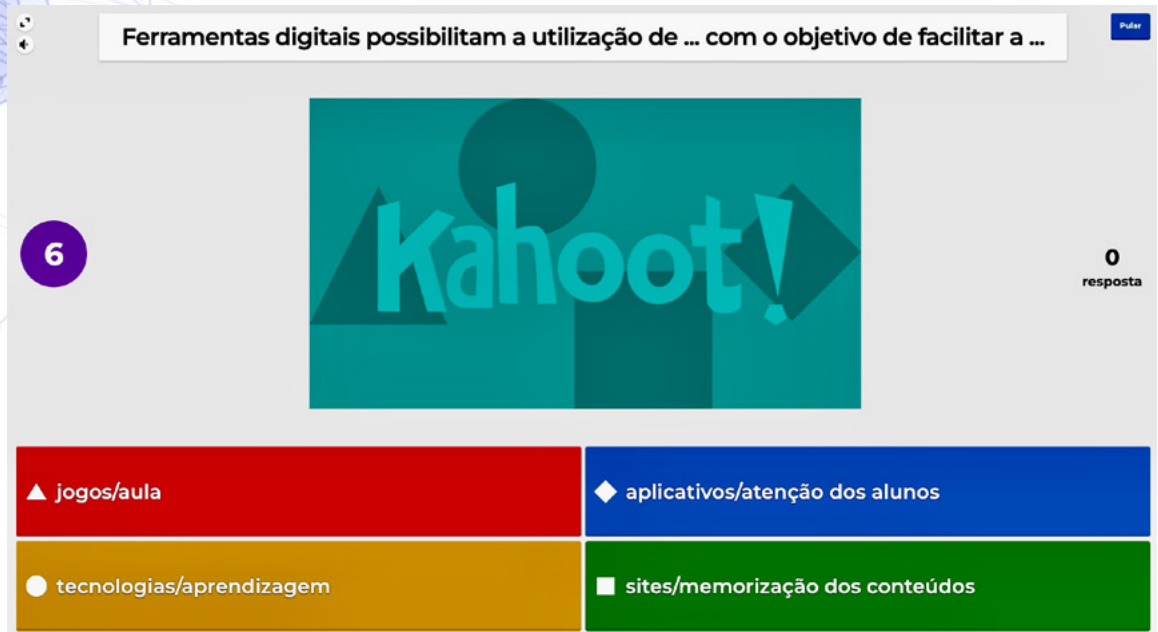 Ferramentas digitais possibilitam a utilização de ... com o objetivo de facilitar a ...
Pular
Kahoot!
6
0
resposta
jogos/aula
aplicativos/atenção dos alunos
tecnologias/aprendizagem
sites/memorização dos conteúdos